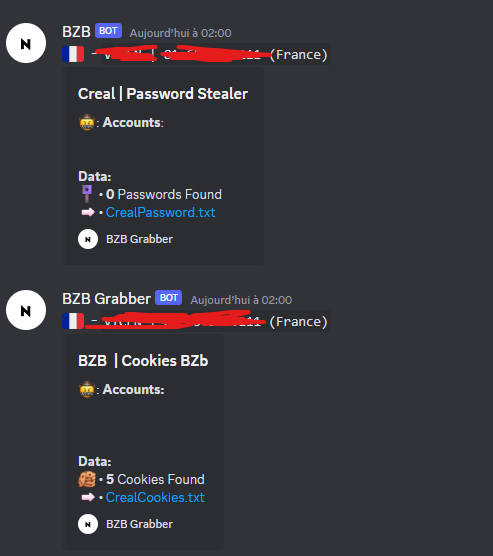 N
BZB BOT Aujourd'hui à 02:00
(France)
Creal | Password Stealer
: Accounts:
Data:
• 0 Passwords Found
• CrealPassword.txt
N BZB Grabber
N
BZB Grabber BOT Aujourd'hui à 02:00
(France)
BZB | Cookies BZb
: Accounts:
Data:
• 5 Cookies Found
• CrealCookies.txt
N BZB Grabber